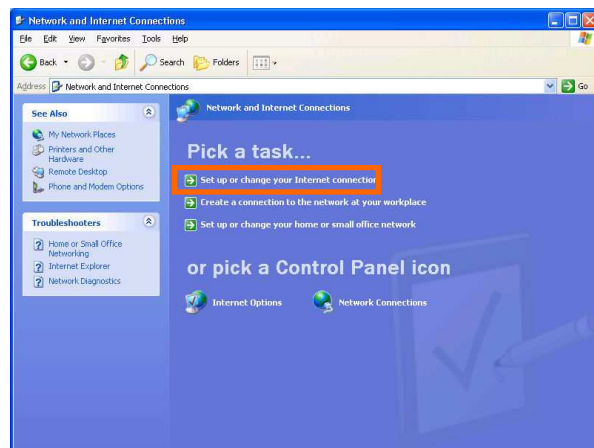 Network and Internet Connections
File Edit View Favorites Tools Help
Back Search Folders
Address Network and Internet Connections Go
See Also
My Network Places
Printers and Other
Hardware
Remote Desktop
Phone and Modem Options
Troubleshooters
Home or Small Office
Networking
Internet Explorer
Network Diagnostics
Network and Internet Connections
Pick a task...
Set up or change your Internet connection
Create a connection to the network at your workplace
Set up or change your home or small office network
or pick a Control Panel icon
Internet Options Network Connections